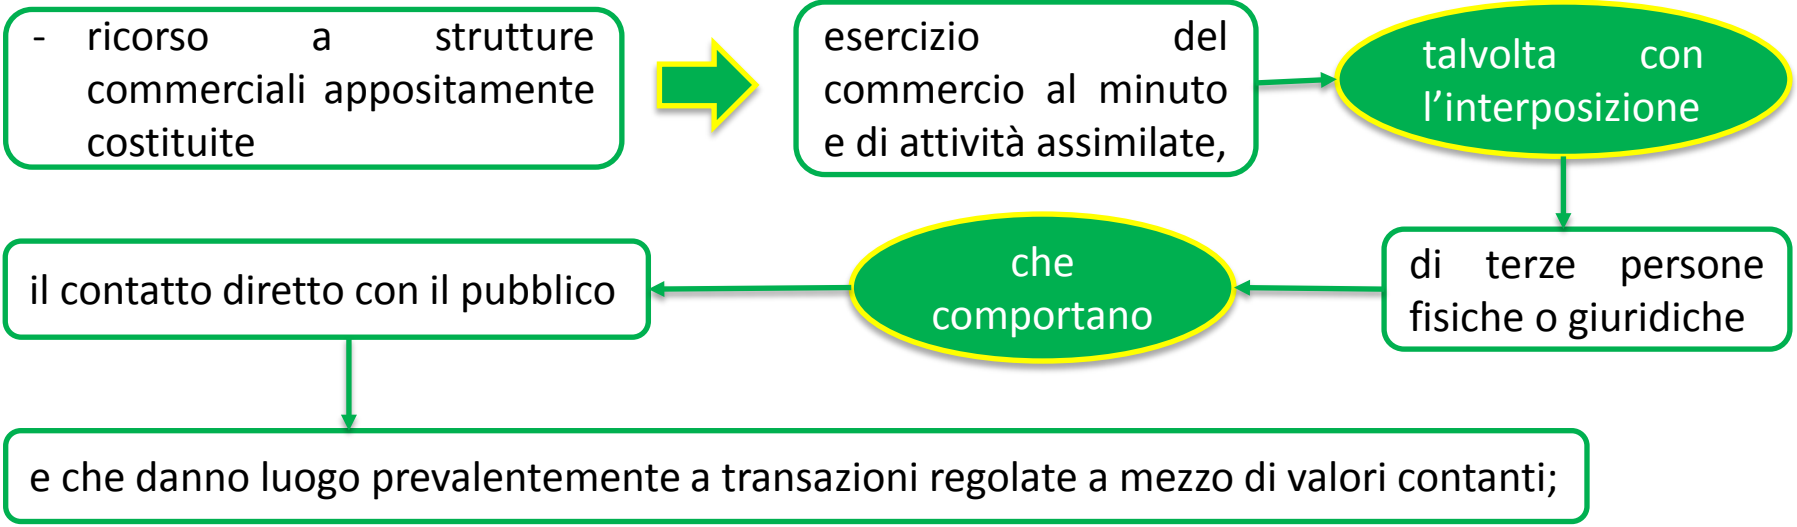 - ricorso a strutture
commerciali appositamente
costituite
esercizio del
commercio al minuto
e di attività assimilate,
talvolta con
l’interposizione
di terze persone
fisiche o giuridiche
che
comportano
il contatto diretto con il pubblico
e che danno luogo prevalentemente a transazioni regolate a mezzo di valori contanti;